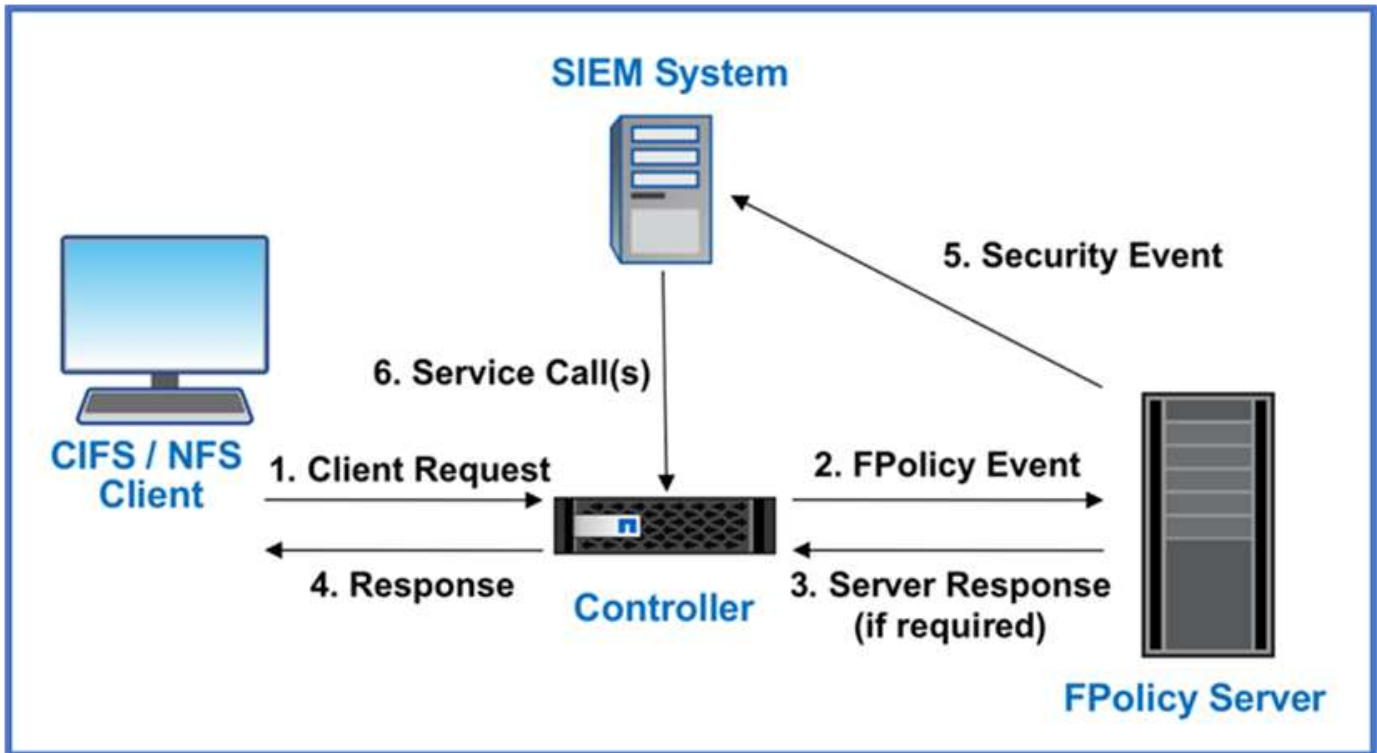 SIEM System
5. Security Event
6. Service Call(s)
CIFS / NFS
Client
1. Client Request
2. FPolicy Event
4. Response
3. Server Response
(if required)
Controller
FPolicy Server